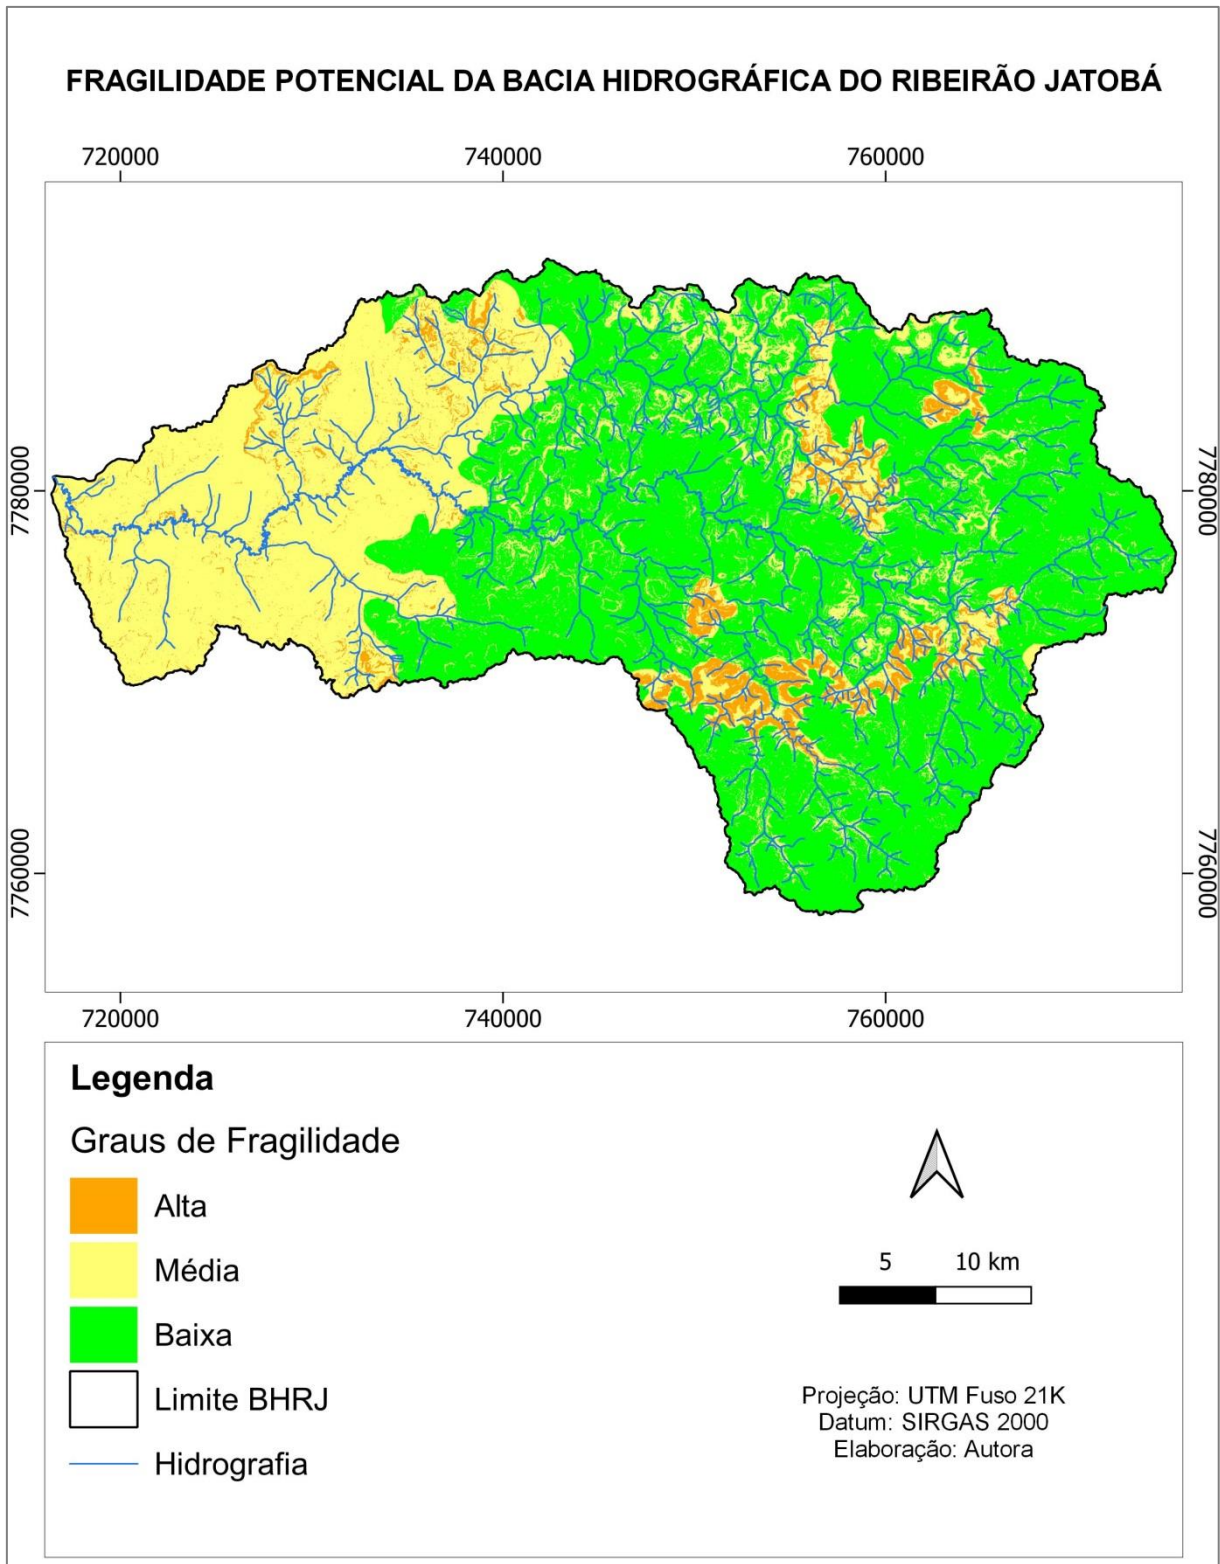 FRAGILIDADE POTENCIAL DA BACIA HIDROGRÁFICA DO RIBEIRÃO JATOBÁ
720000 740000 760000
7780000 7780000
7760000 7760000
720000 740000 760000
Legenda
Graus de Fragilidade
Alta
Média
Baixa
Limite BHRJ
Hidrografia
5 10 km
Projeção: UTM Fuso 21K
Datum: SIRGAS 2000
Elaboração: Autora